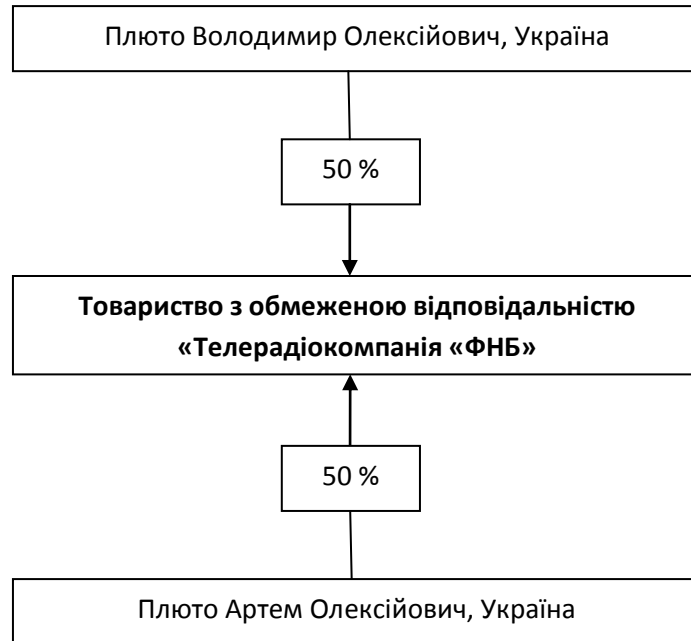 Плюто Володимир Олексійович, Україна
50 %
Товариство з обмеженою відповідальністю
«Телерадіокомпанія «ФНБ»
50 %
Плюто Артем Олексійович, Україна